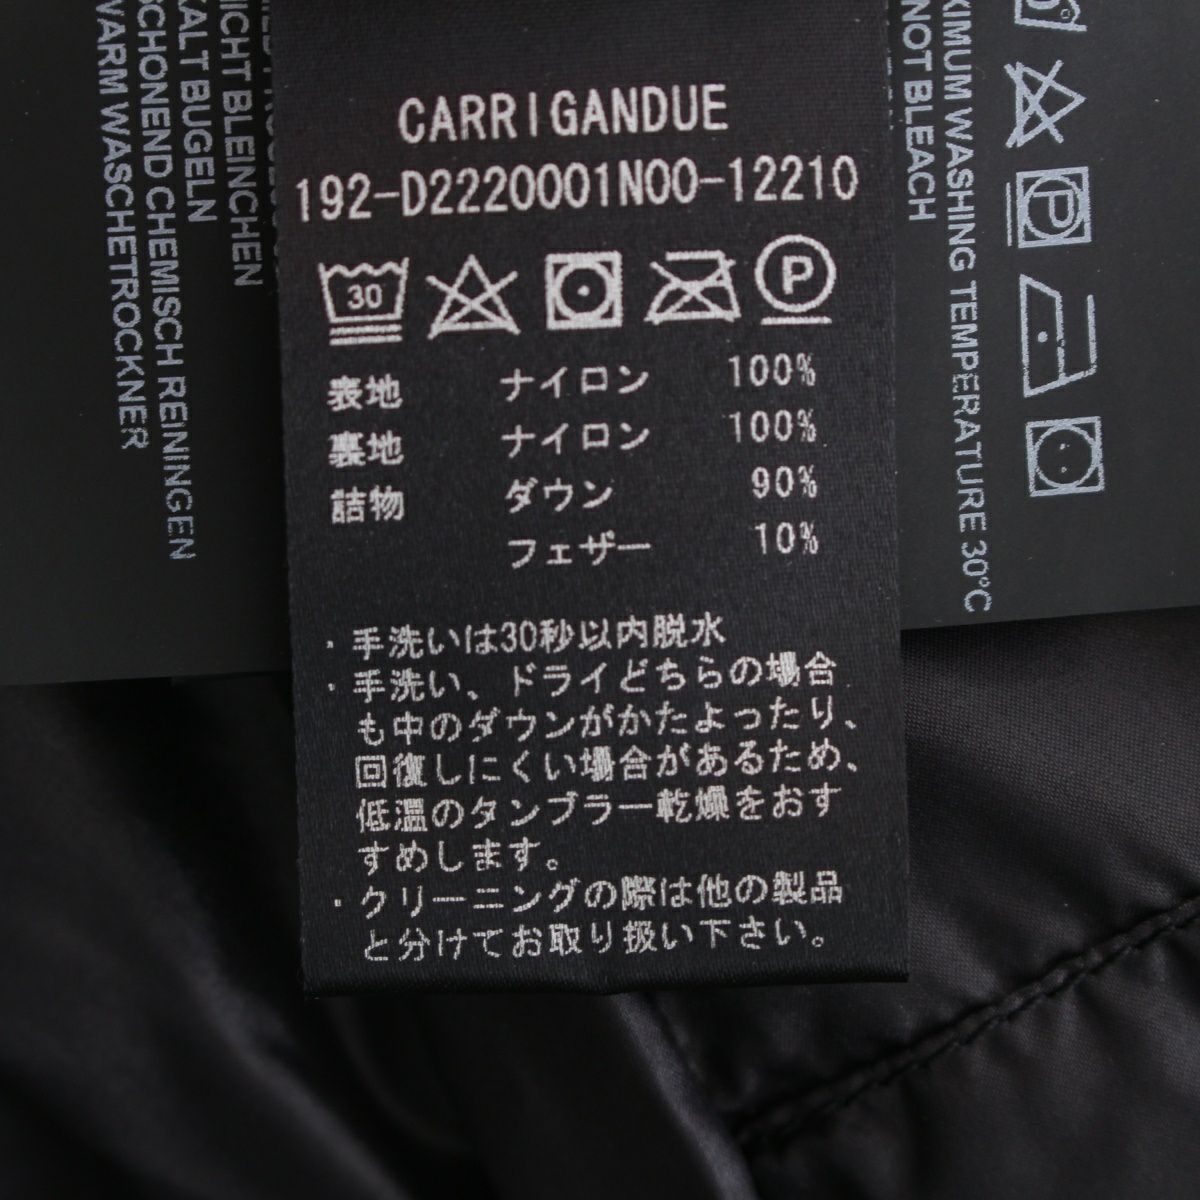 CARRIGANDUE
192-D2220001N00-12210
30
P
表地 ナイロン 100%
裏地 ナイロン 100%
詰物 ダウン 90%
フェザー 10%
・手洗いは30秒以内脱水
・手洗い、ドライどちらの場合
も中のダウンがかたよったり、
回復しにくい場合があるため、
低温のタンブラー乾燥をおす
すめします。
・クリーニングの際は他の製品
と分けてお取り扱い下さい。
NICHT BLEINCHEN
KALT BUGELN
SCHONEND CHEMISCH REININGEN
WARM WASCHETROCKNER
WASHING TEMPERATURE 30°C
NOT BLEACH
P